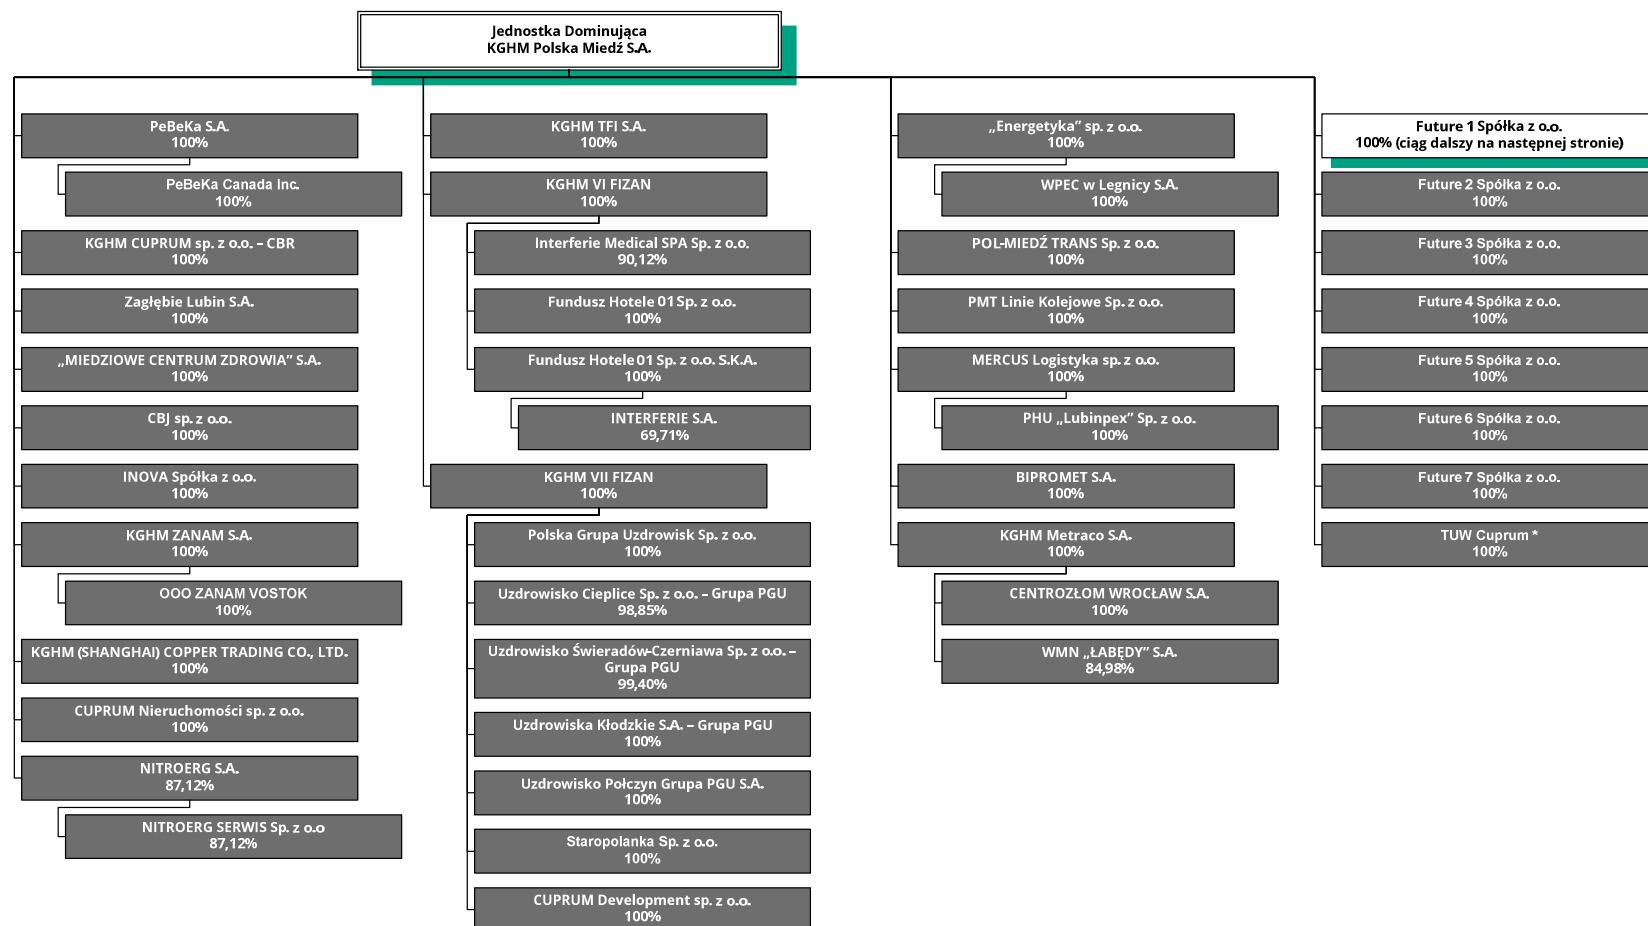 Jednostka Dominująca
KGHM Polska Miedź S.A.
PeBeKa S.A.
100%
PeBeKa Canada Inc.
100%
KGHM CUPRUM sp. z o.o. – CBR
100%
Zagłębie Lubin S.A.
100%
„MIEDZIOWE CENTRUM ZDROWIA” S.A.
100%
CBJ sp. z o.o.
100%
INOVA Spółka z o.o.
100%
KGHM ZANAM S.A.
100%
OOO ZANAM VOSTOK
100%
KGHM (SHANGHAI) COPPER TRADING CO., LTD.
100%
CUPRUM Nieruchomości sp. z o.o.
100%
NITROERG S.A.
87,12%
NITROERG SERWIS Sp. z o.o
87,12%
KGHM TFI S.A.
100%
KGHM VI FIZAN
100%
Interferie Medical SPA Sp. z o.o.
90,12%
Fundusz Hotele 01 Sp. z o.o.
100%
Fundusz Hotele 01 Sp. z o.o. S.K.A.
100%
INTERFERIE S.A.
69,71%
KGHM VII FIZAN
100%
Polska Grupa Uzdrowisk Sp. z o.o.
100%
Uzdrowisko Cieplice Sp. z o.o. – Grupa PGU
98,85%
Uzdrowisko Świeradów-Czerniawa Sp. z o.o. –
Grupa PGU
99,40%
Uzdrowiska Kłodzkie S.A. – Grupa PGU
100%
Uzdrowisko Połczyn Grupa PGU S.A.
100%
Staropolanka Sp. z o.o.
100%
CUPRUM Development sp. z o.o.
100%
„Energetyka” sp. z o.o.
100%
WPEC w Legnicy S.A.
100%
POL-MIEDŹ TRANS Sp. z o.o.
100%
PMT Linie Kolejowe Sp. z o.o.
100%
MERCUS Logistyka sp. z o.o.
100%
PHU „Lubinpex” Sp. z o.o.
100%
BIPROMET S.A.
100%
KGHM Metraco S.A.
100%
CENTROZŁOM WROCŁAW S.A.
100%
WMN „ŁABĘDY” S.A.
84,98%
Future 1 Spółka z o.o.
100% (ciąg dalszy na następnej stronie)
Future 2 Spółka z o.o.
100%
Future 3 Spółka z o.o.
100%
Future 4 Spółka z o.o.
100%
Future 5 Spółka z o.o.
100%
Future 6 Spółka z o.o.
100%
Future 7 Spółka z o.o.
100%
TUW Cuprum *
100%